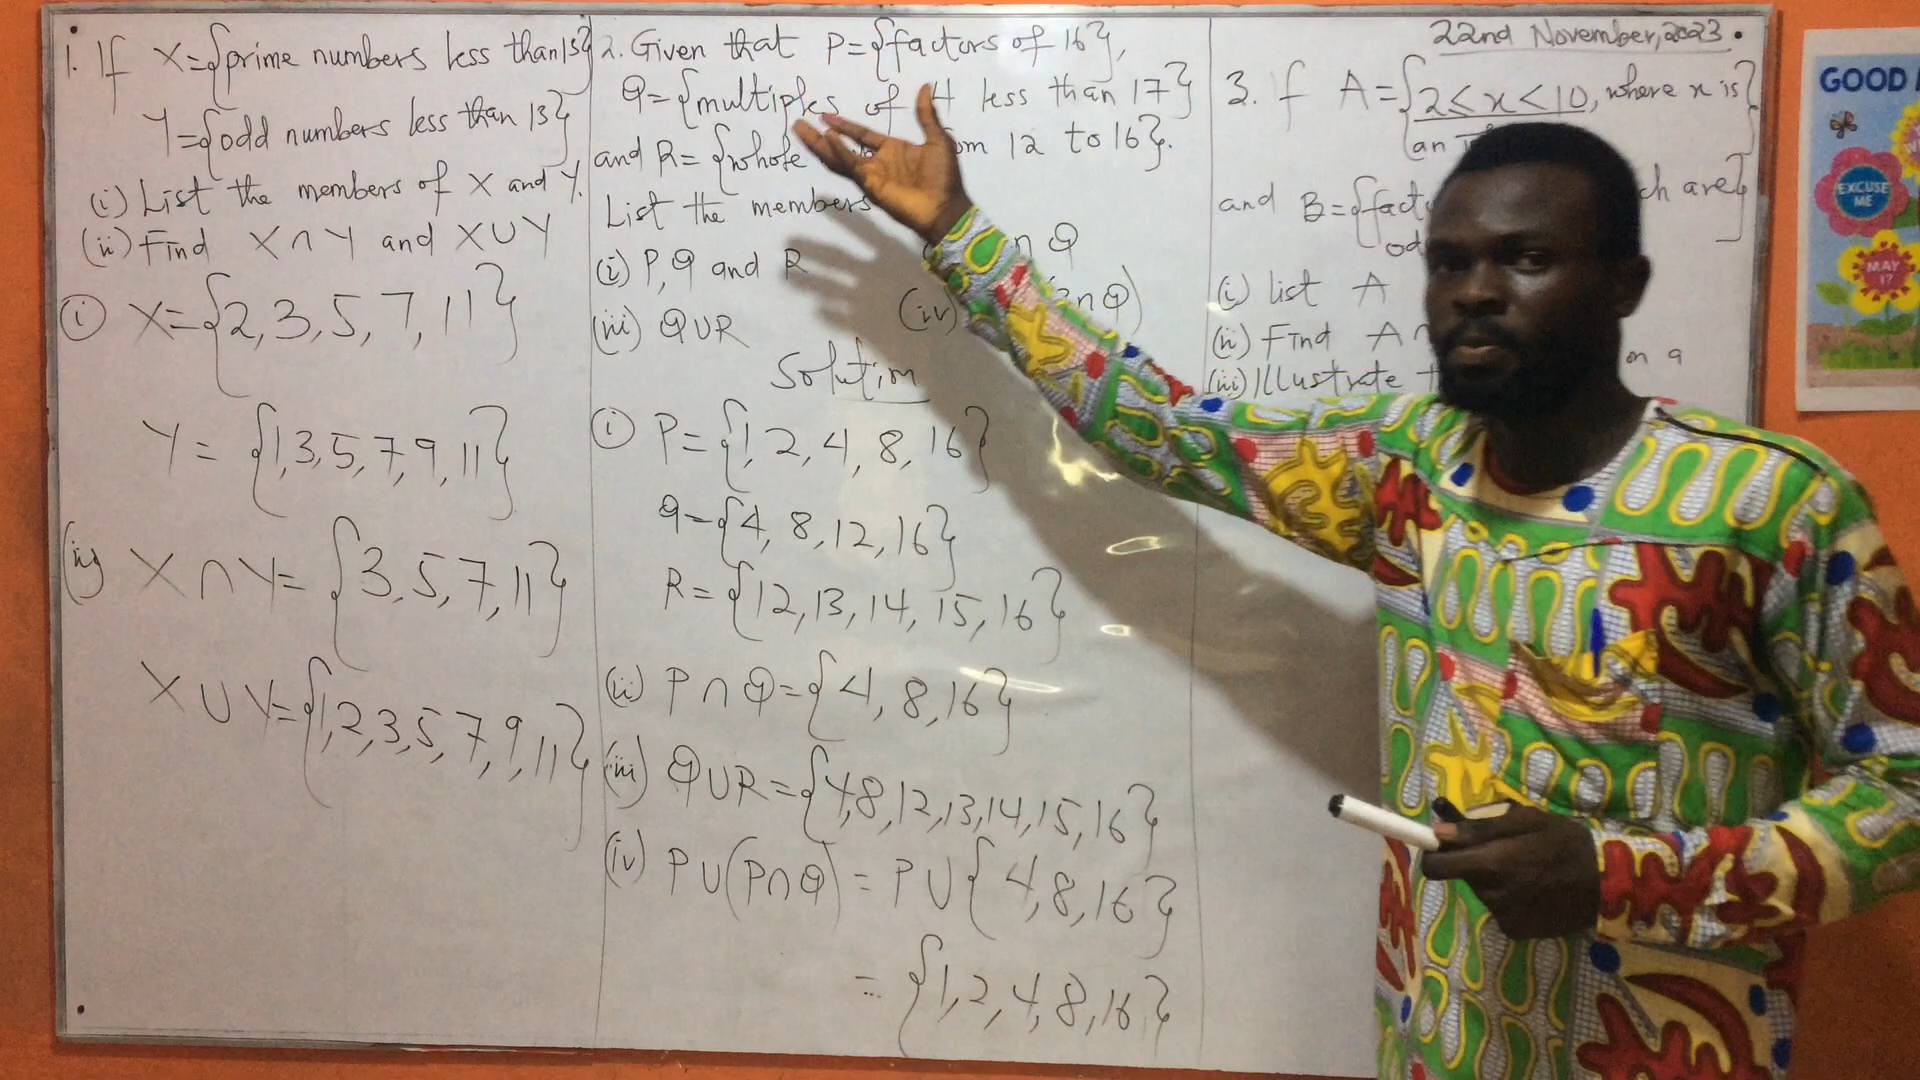 1. If X={prime numbers less than 13}
Y={odd numbers less than 13}
(i) List the members of X and Y.
(ii) Find X∩Y and X∪Y
(i) X={2,3,5,7,11}
Y={1,3,5,7,9,11}
(ii) X∩Y={3,5,7,11}
X∪Y={1,2,3,5,7,9,11}
2. Given that P={factors of 16},
Q={multiples of 4 less than 17}
and R={whole 12 to 16}.
List the members
(i) P,Q and R ∩ Q
(iii) Q∪R (iv) ∩Q)
Solution
(i) P={1,2,4,8,16}
Q={4,8,12,16}
R={12,13,14,15,16}
(ii) P∩Q={4,8,16}
(iii) Q∪R={4,8,12,13,14,15,16}
(iv) P∪(P∩Q)=P∪{4,8,16}
={1,2,4,8,16}
22nd November, 2023.
3. If A={2<x<10, where x is
an
and B={ are}
(i) list A
(ii) Find A
(iii) Illustrate on a
GOOD
EXCUSE
ME
MAY
I?